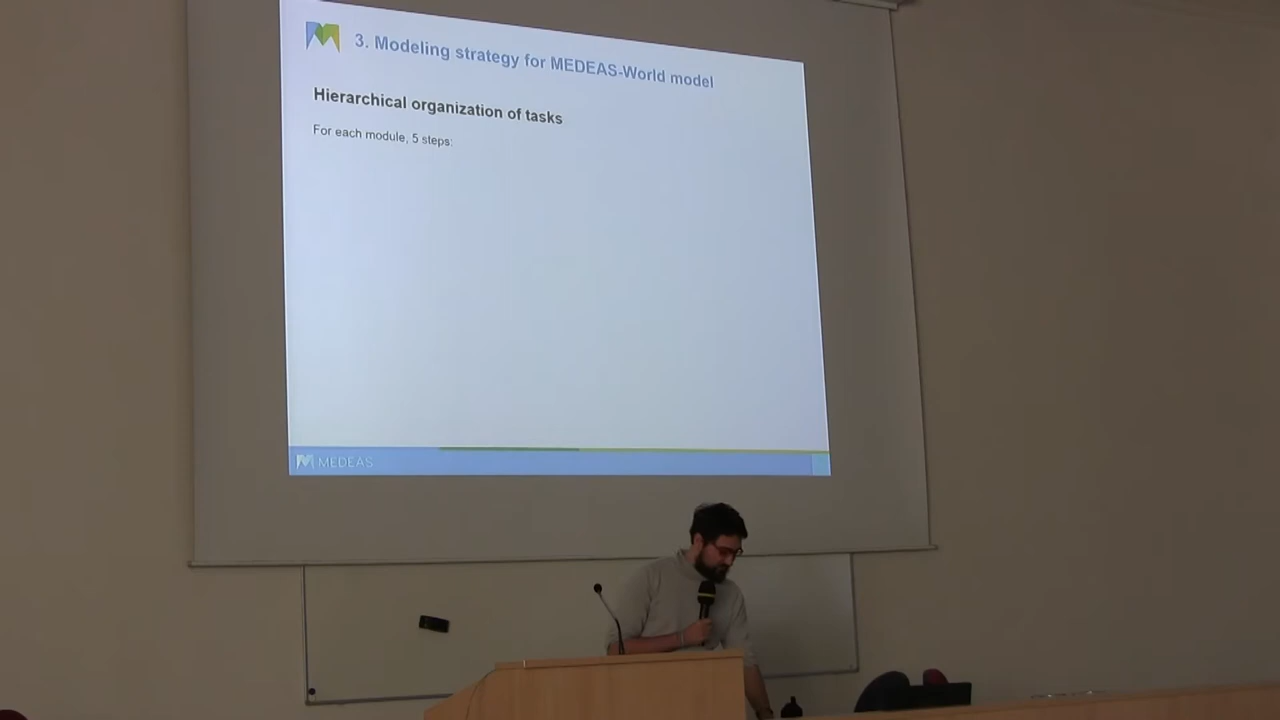 3. Modeling strategy for MEDEAS-World model
Hierarchical organization of tasks
For each module, 5 steps:
MEDEAS